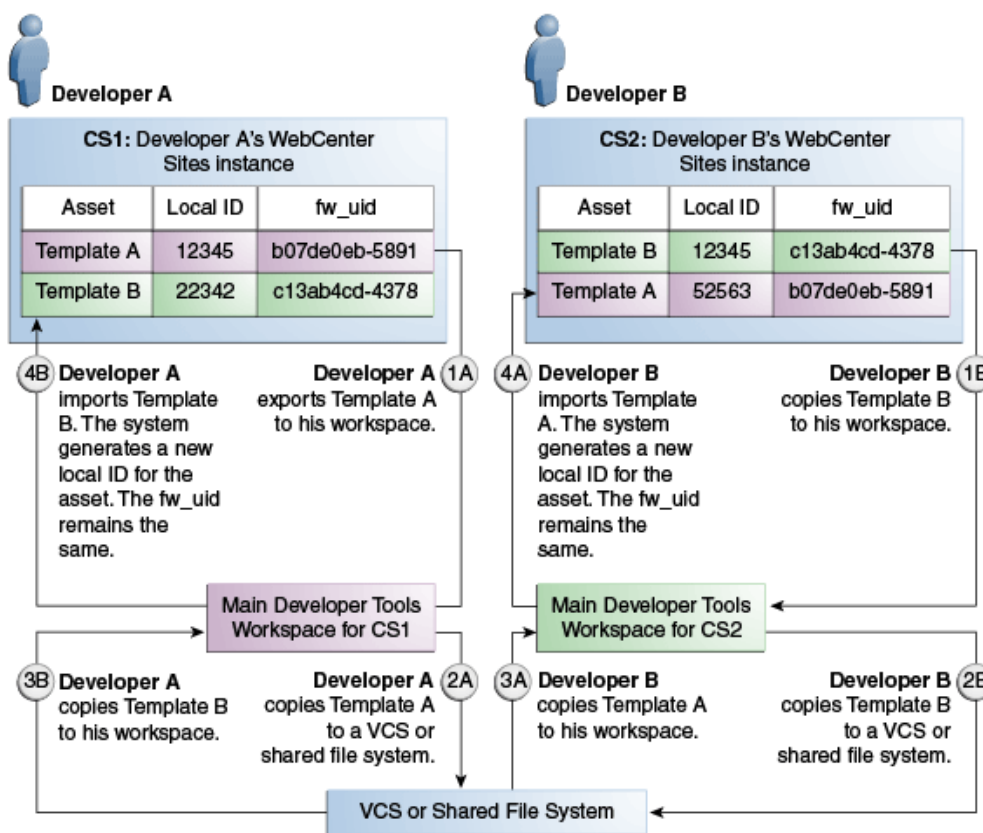 Developer A
CS1: Developer A's WebCenter
Sites instance
Asset Local ID fw_uid
Template A 12345 b07de0eb-5891
Template B 22342 c13ab4cd-4378
4B Developer A
imports Template
B. The system
generates a new
local ID for the
asset. The fw_uid
remains the
same.
Developer A 1A
exports Template A
to his workspace.
Main Developer Tools
Workspace for CS1
3B Developer A
copies Template B
to his workspace.
Developer A 2A
copies Template A
to a VCS or
shared file system.
Developer B
CS2: Developer B's WebCenter
Sites instance
Asset Local ID fw_uid
Template B 12345 c13ab4cd-4378
Template A 52563 b07de0eb-5891
4A Developer B
imports Template
A. The system
generates a new
local ID for the
asset. The fw_uid
remains the
same.
Developer B 1B
copies Template B
to his workspace.
Main Developer Tools
Workspace for CS2
3A Developer B
copies Template A
to his workspace.
Developer B 2B
copies Template B
to a VCS or
shared file system.
VCS or Shared File System